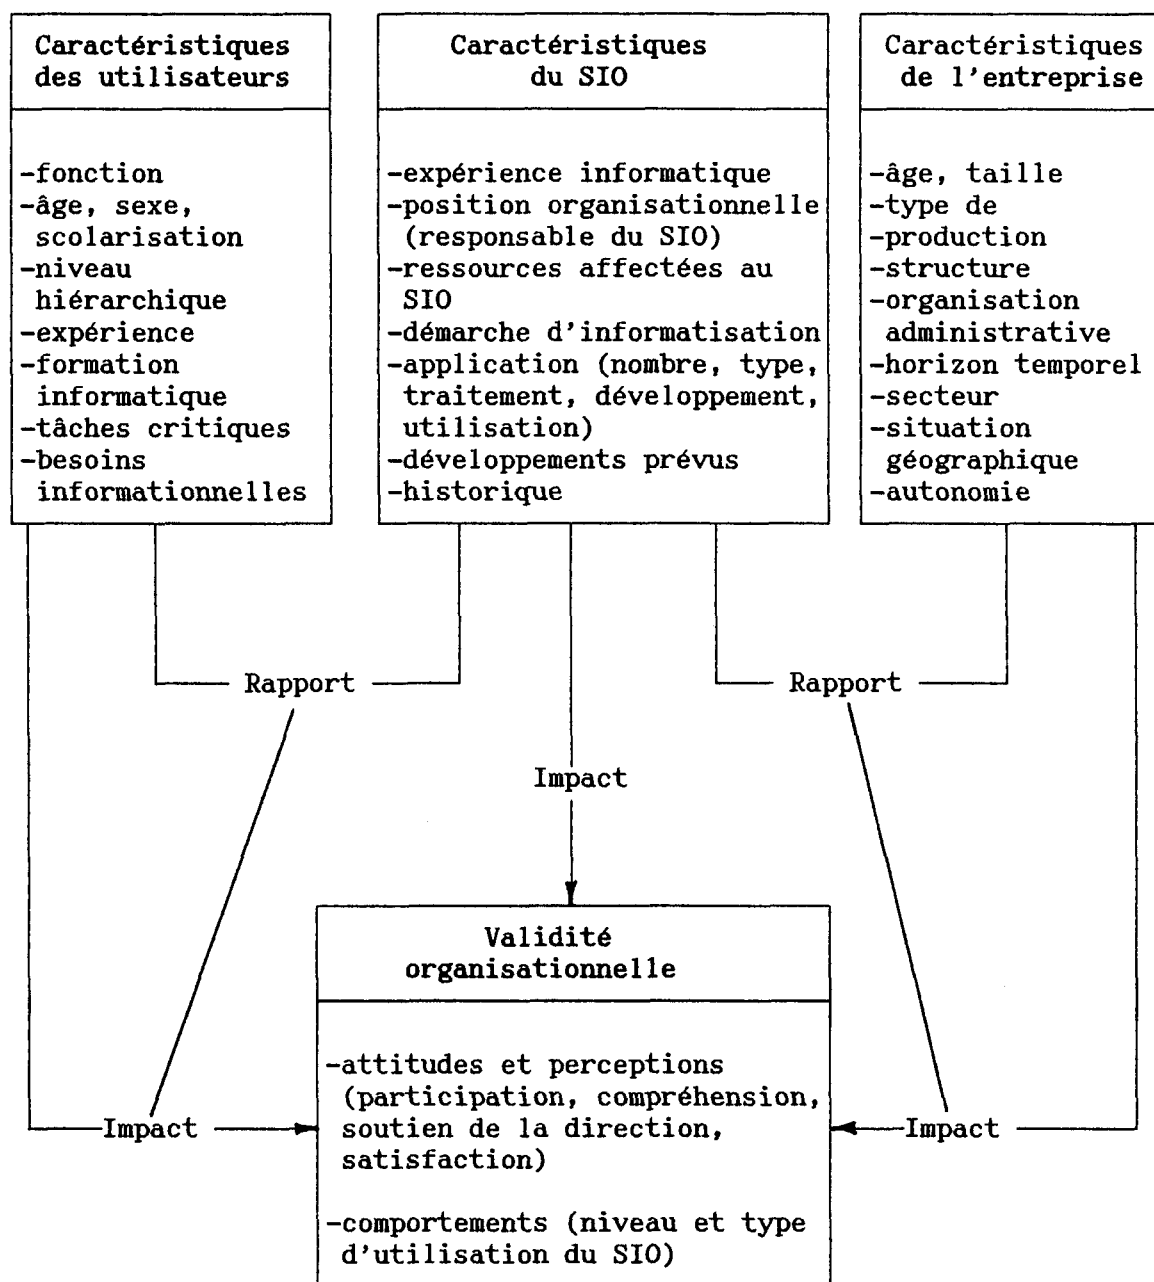 Caractéristiques
des utilisateurs
-fonction
-âge, sexe,
scolarisation
-niveau
hiérarchique
-expérience
-formation
informatique
-tâches critiques
-besoins
informationnelles
Caractéristiques
du SIO
-expérience informatique
-position organisationnelle
(responsable du SIO)
-ressources affectées au
SIO
-démarche d'informatisation
-application (nombre, type,
traitement, développement,
utilisation)
-développements prévus
-historique
Caractéristiques
de l'entreprise
-âge, taille
-type de
-production
-structure
-organisation
administrative
-horizon temporel
-secteur
-situation
géographique
-autonomie
Rapport
Rapport
Impact
Validité
organisationnelle
-attitudes et perceptions
(participation, compréhension,
soutien de la direction,
satisfaction)
-comportements (niveau et type
d'utilisation du SIO)
Impact
Impact